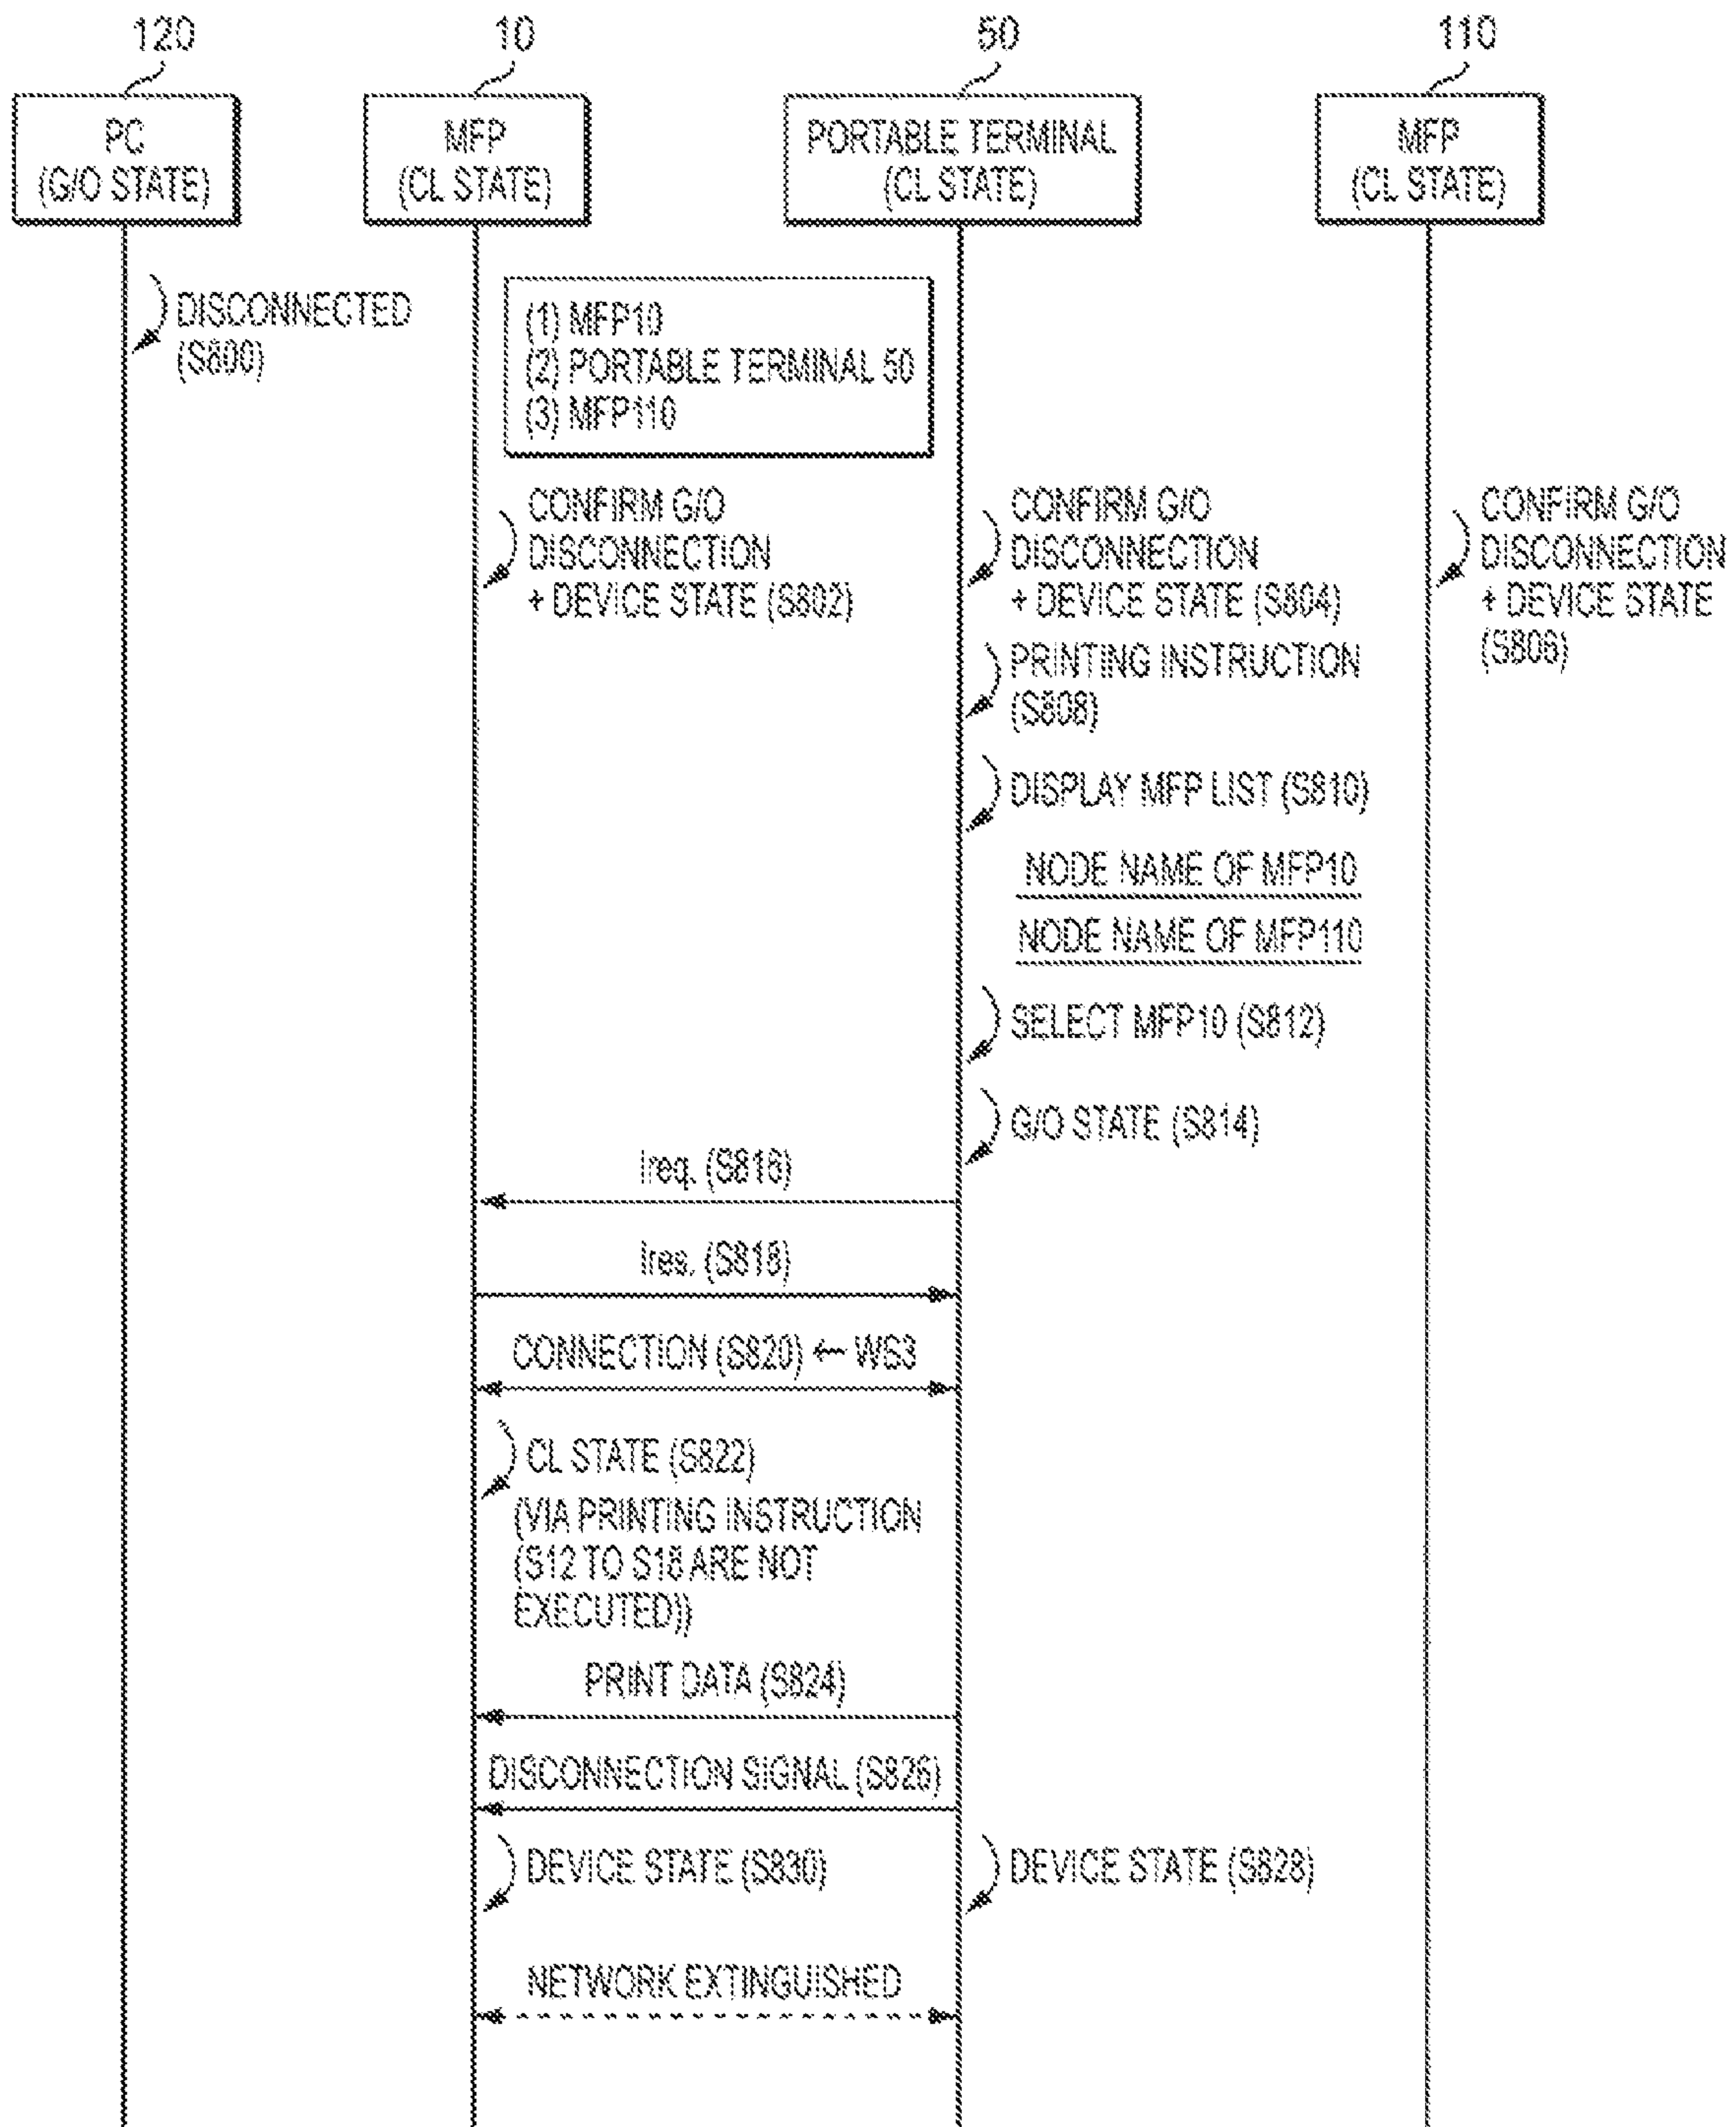 120
10
50
110
PC
(G/O STATE)
MFP
(CL STATE)
PORTABLE TERMINAL
(CL STATE)
MFP
(CL STATE)
DISCONNECTED
(S800)
(1) MFP10
(2) PORTABLE TERMINAL 50
(3) MFP110
CONFIRM G/O
DISCONNECTION
+ DEVICE STATE (S802)
CONFIRM G/O
DISCONNECTION
+ DEVICE STATE (S804)
CONFIRM G/O
DISCONNECTION
+ DEVICE STATE
(S806)
PRINTING INSTRUCTION
(S808)
DISPLAY MFP LIST (S810)
NODE NAME OF MFP10
NODE NAME OF MFP110
SELECT MFP10 (S812)
G/O STATE (S814)
Ireq. (S816)
Ires. (S818)
CONNECTION (S820) ← WS3
CL STATE (S822)
(VIA PRINTING INSTRUCTION
(S12 TO S18 ARE NOT
EXECUTED))
PRINT DATA (S824)
DISCONNECTION SIGNAL (S826)
DEVICE STATE (S830)
DEVICE STATE (S828)
NETWORK EXTINGUISHED